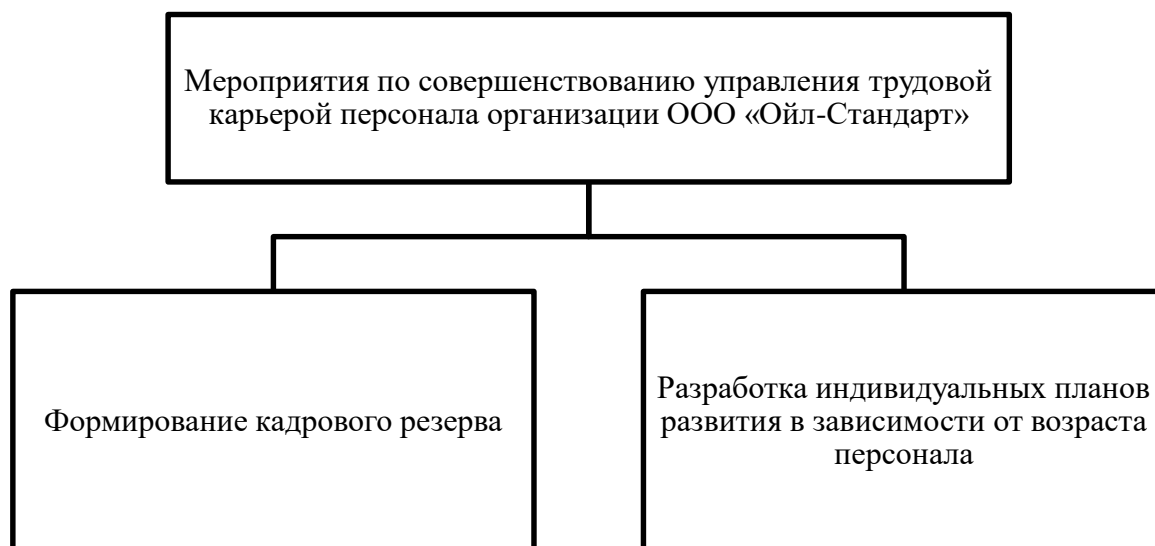 Мероприятия по совершенствованию управления трудовой
карьерой персонала организации ООО «Ойл-Стандарт»
Формирование кадрового резерва
Разработка индивидуальных планов
развития в зависимости от возраста
персонала